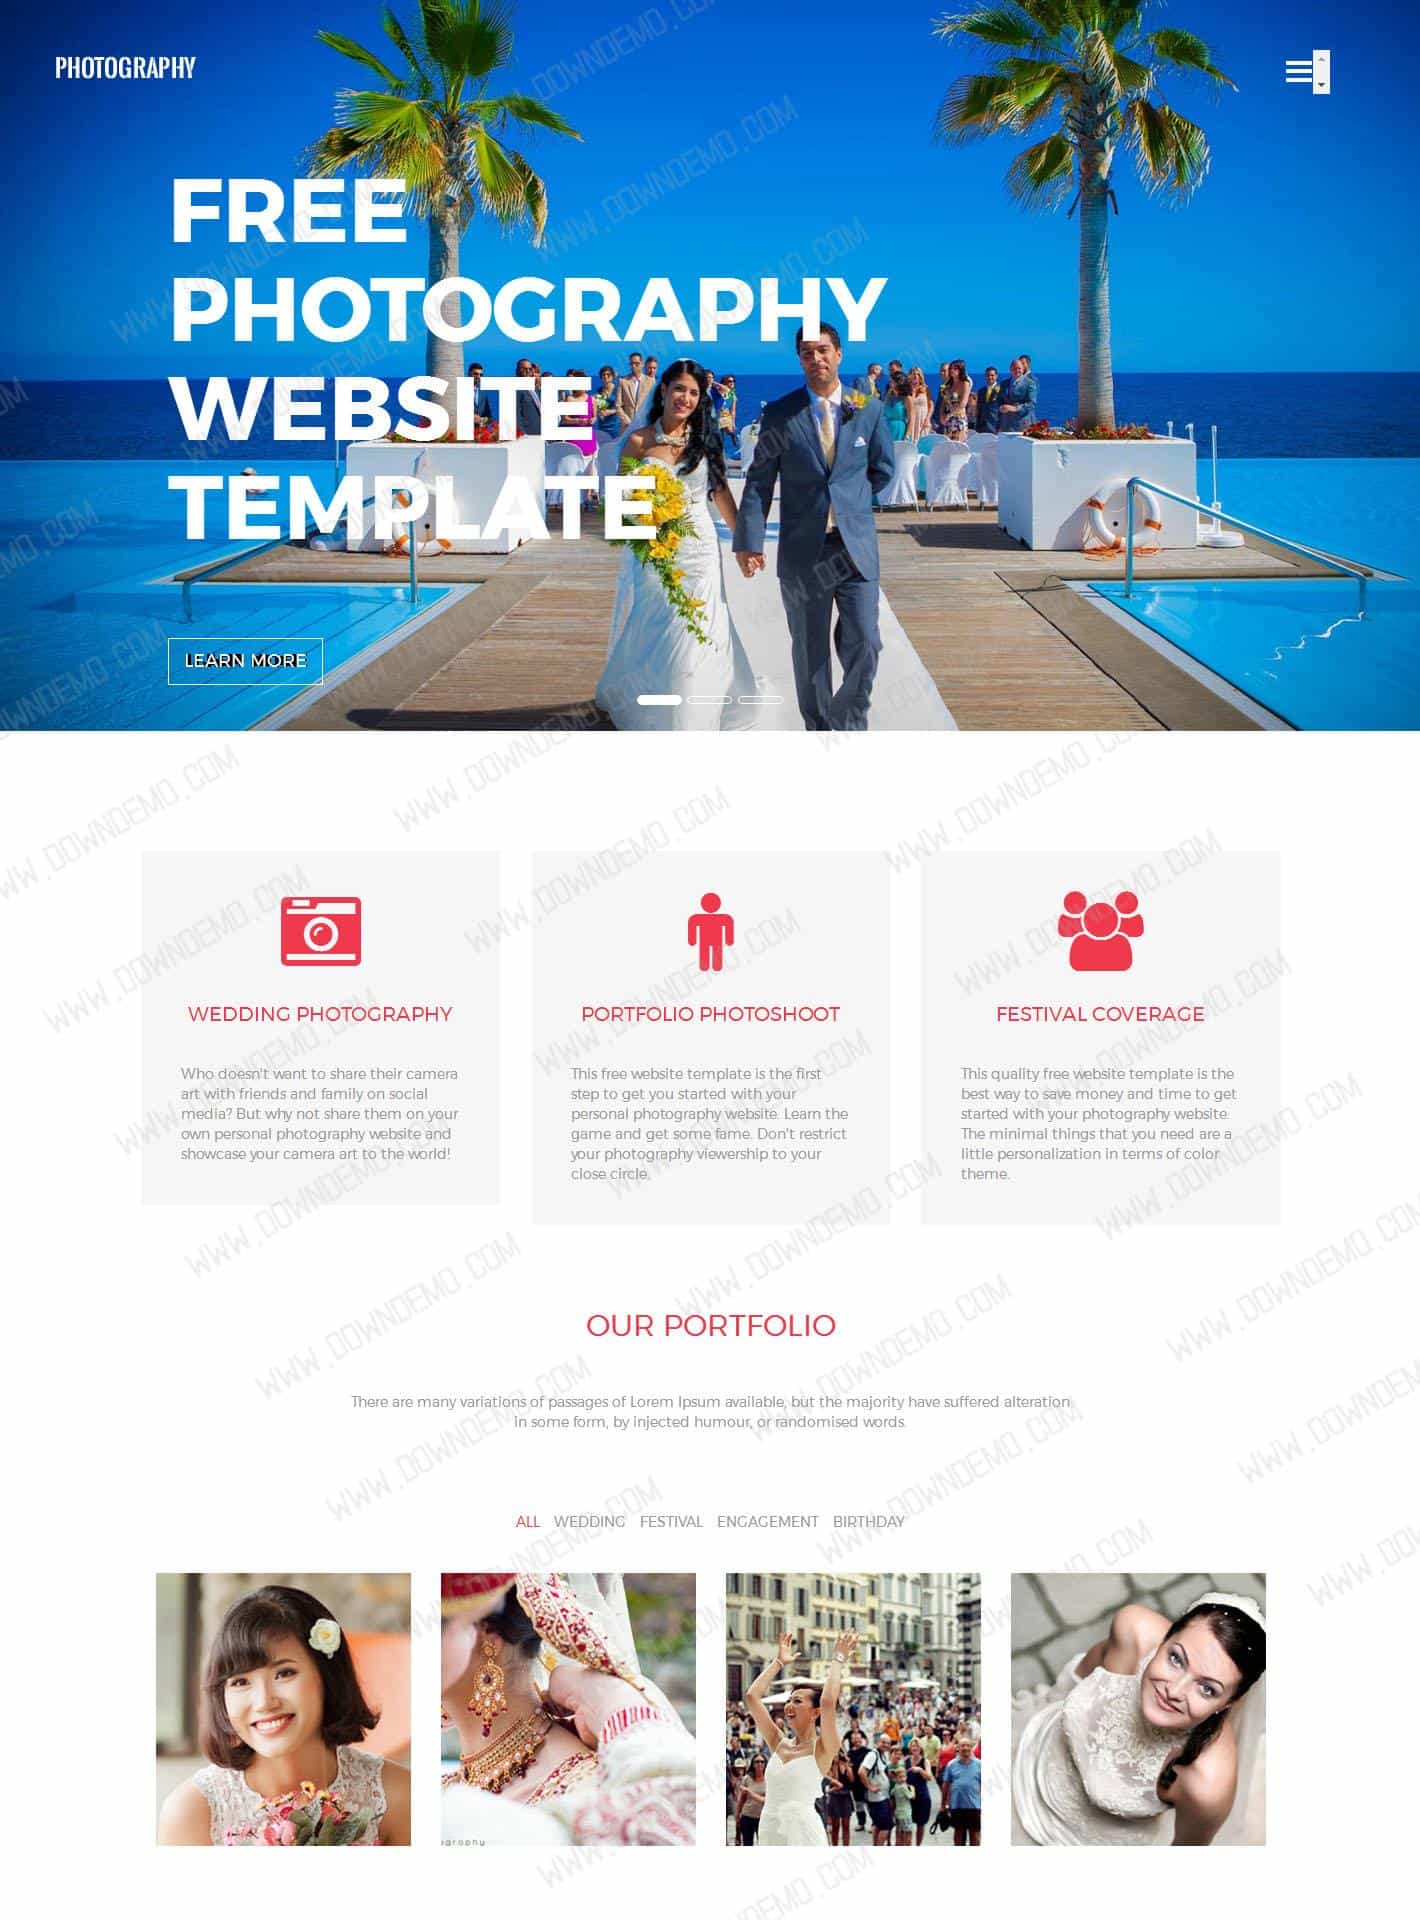 PHOTOGRAPHY
FREE
PHOTOGRAPHY
WEBSITE
TEMPLATE
LEARN MORE
WWW.DOWNDEMO.COM
WEDDING PHOTOGRAPHY
Who doesn't want to share their camera
art with friends and family on social
media? But why not share them on your
own personal photography website and
showcase your camera art to the world!
PORTFOLIO PHOTOSHOOT
This free website template is the first
step to get you started with your
personal photography website. Learn the
game and get some fame. Don't restrict
your photography viewership to your
close circle.
FESTIVAL COVERAGE
This quality free website template is the
best way to save money and time to get
started with your photography website.
The minimal things that you need are a
little personalization in terms of color
theme.
OUR PORTFOLIO
There are many variations of passages of Lorem Ipsum available, but the majority have suffered alteration
in some form, by injected humour, or randomised words.
ALL WEDDING FESTIVAL ENGAGEMENT BIRTHDAY
ography